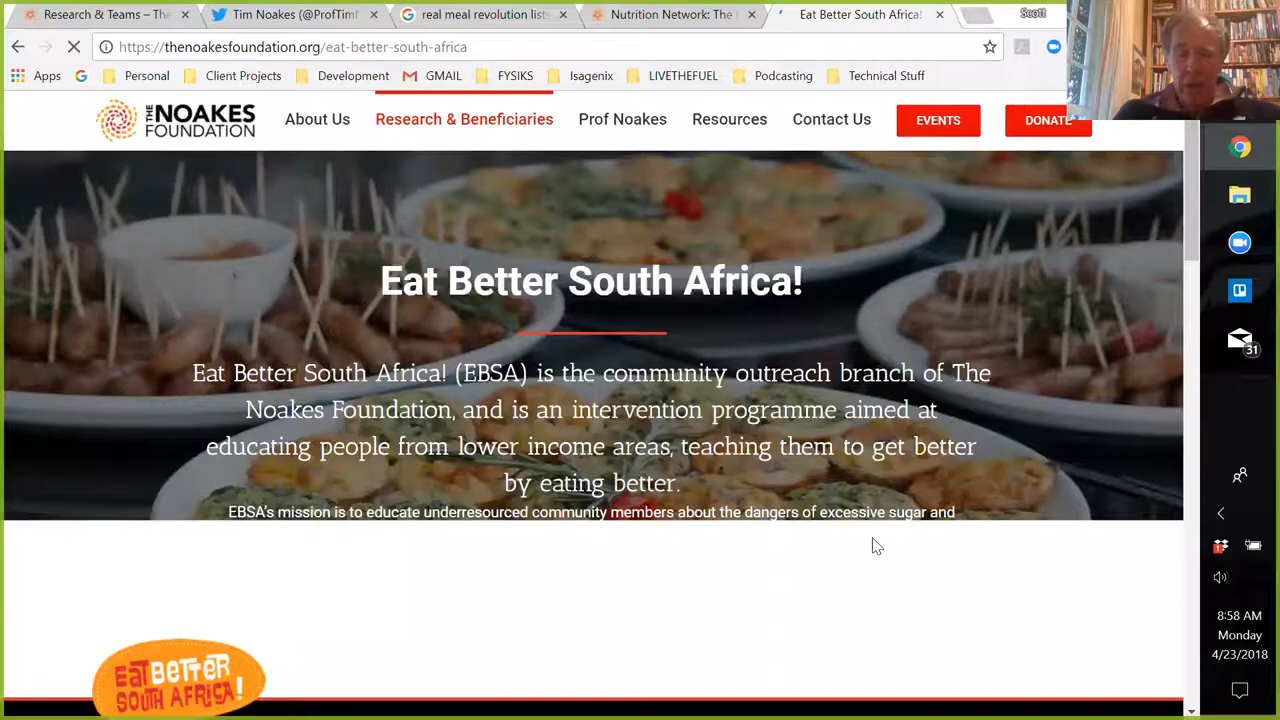 Research & Teams – Tha
Tim Noakes (@ProfTimN
real meal revolution list
Nutrition Network: The
Eat Better South Africa!
Scott
https://thenoakesfoundation.org/eat-better-south-africa
Apps
Personal
Client Projects
Development
GMAIL
FYSIKS
Isagenix
LIVETHEFUEL
Podcasting
Technical Stuff
THE NOAKES
FOUNDATION
About Us
Research & Beneficiaries
Prof Noakes
Resources
Contact Us
EVENTS
DONATE
Eat Better South Africa!
Eat Better South Africa! (EBSA) is the community outreach branch of The
Noakes Foundation, and is an intervention programme aimed at
educating people from lower income areas, teaching them to get better
by eating better.
EBSA's mission is to educate underresourced community members about the dangers of excessive sugar and
EAT BETTER
SOUTH AFRICA!
31
1
8:58 AM
Monday
4/23/2018